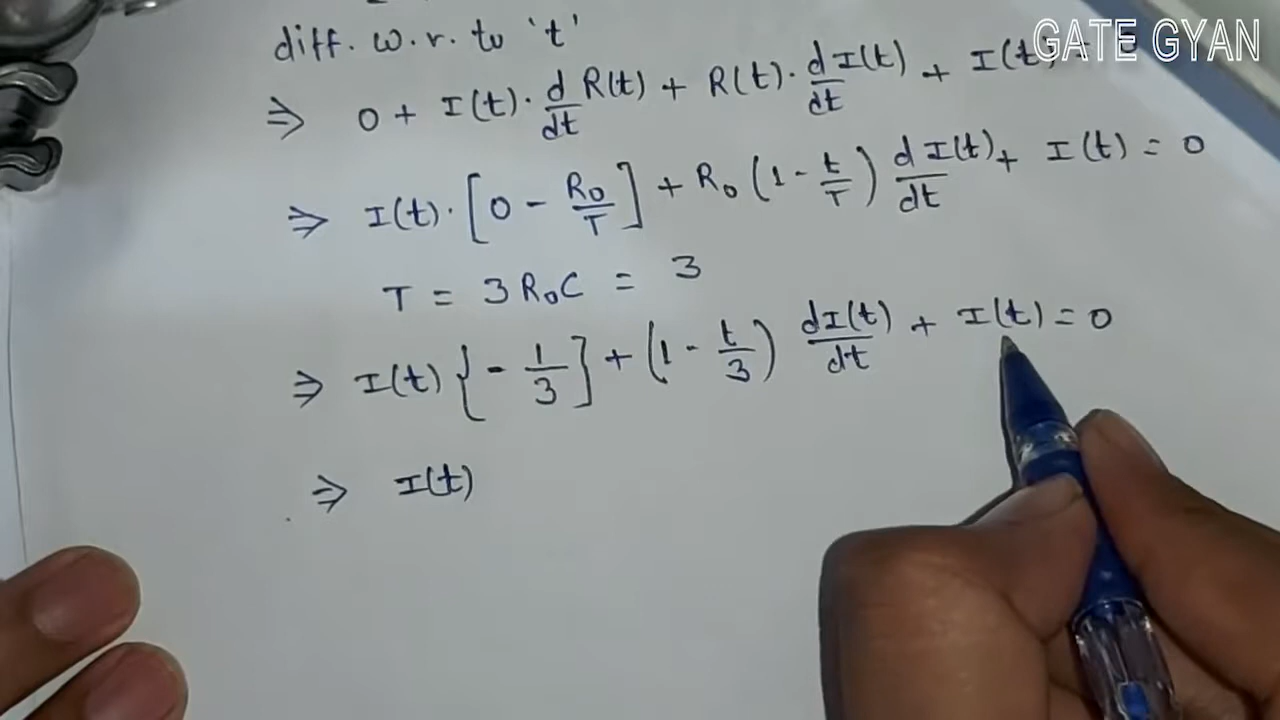 GATE GYAN
diff. w.r. to 't'
⇒ 0 + I(t)· d/dt R(t) + R(t)· dI(t)/dt + I(t)
⇒ I(t)· [0 - R₀/T] + R₀ (1 - t/T) dI(t)/dt + I(t) = 0
T = 3R₀C = 3
⇒ I(t) {- 1/3] + (1 - t/3) dI(t)/dt + I(t) = 0
⇒ I(t)